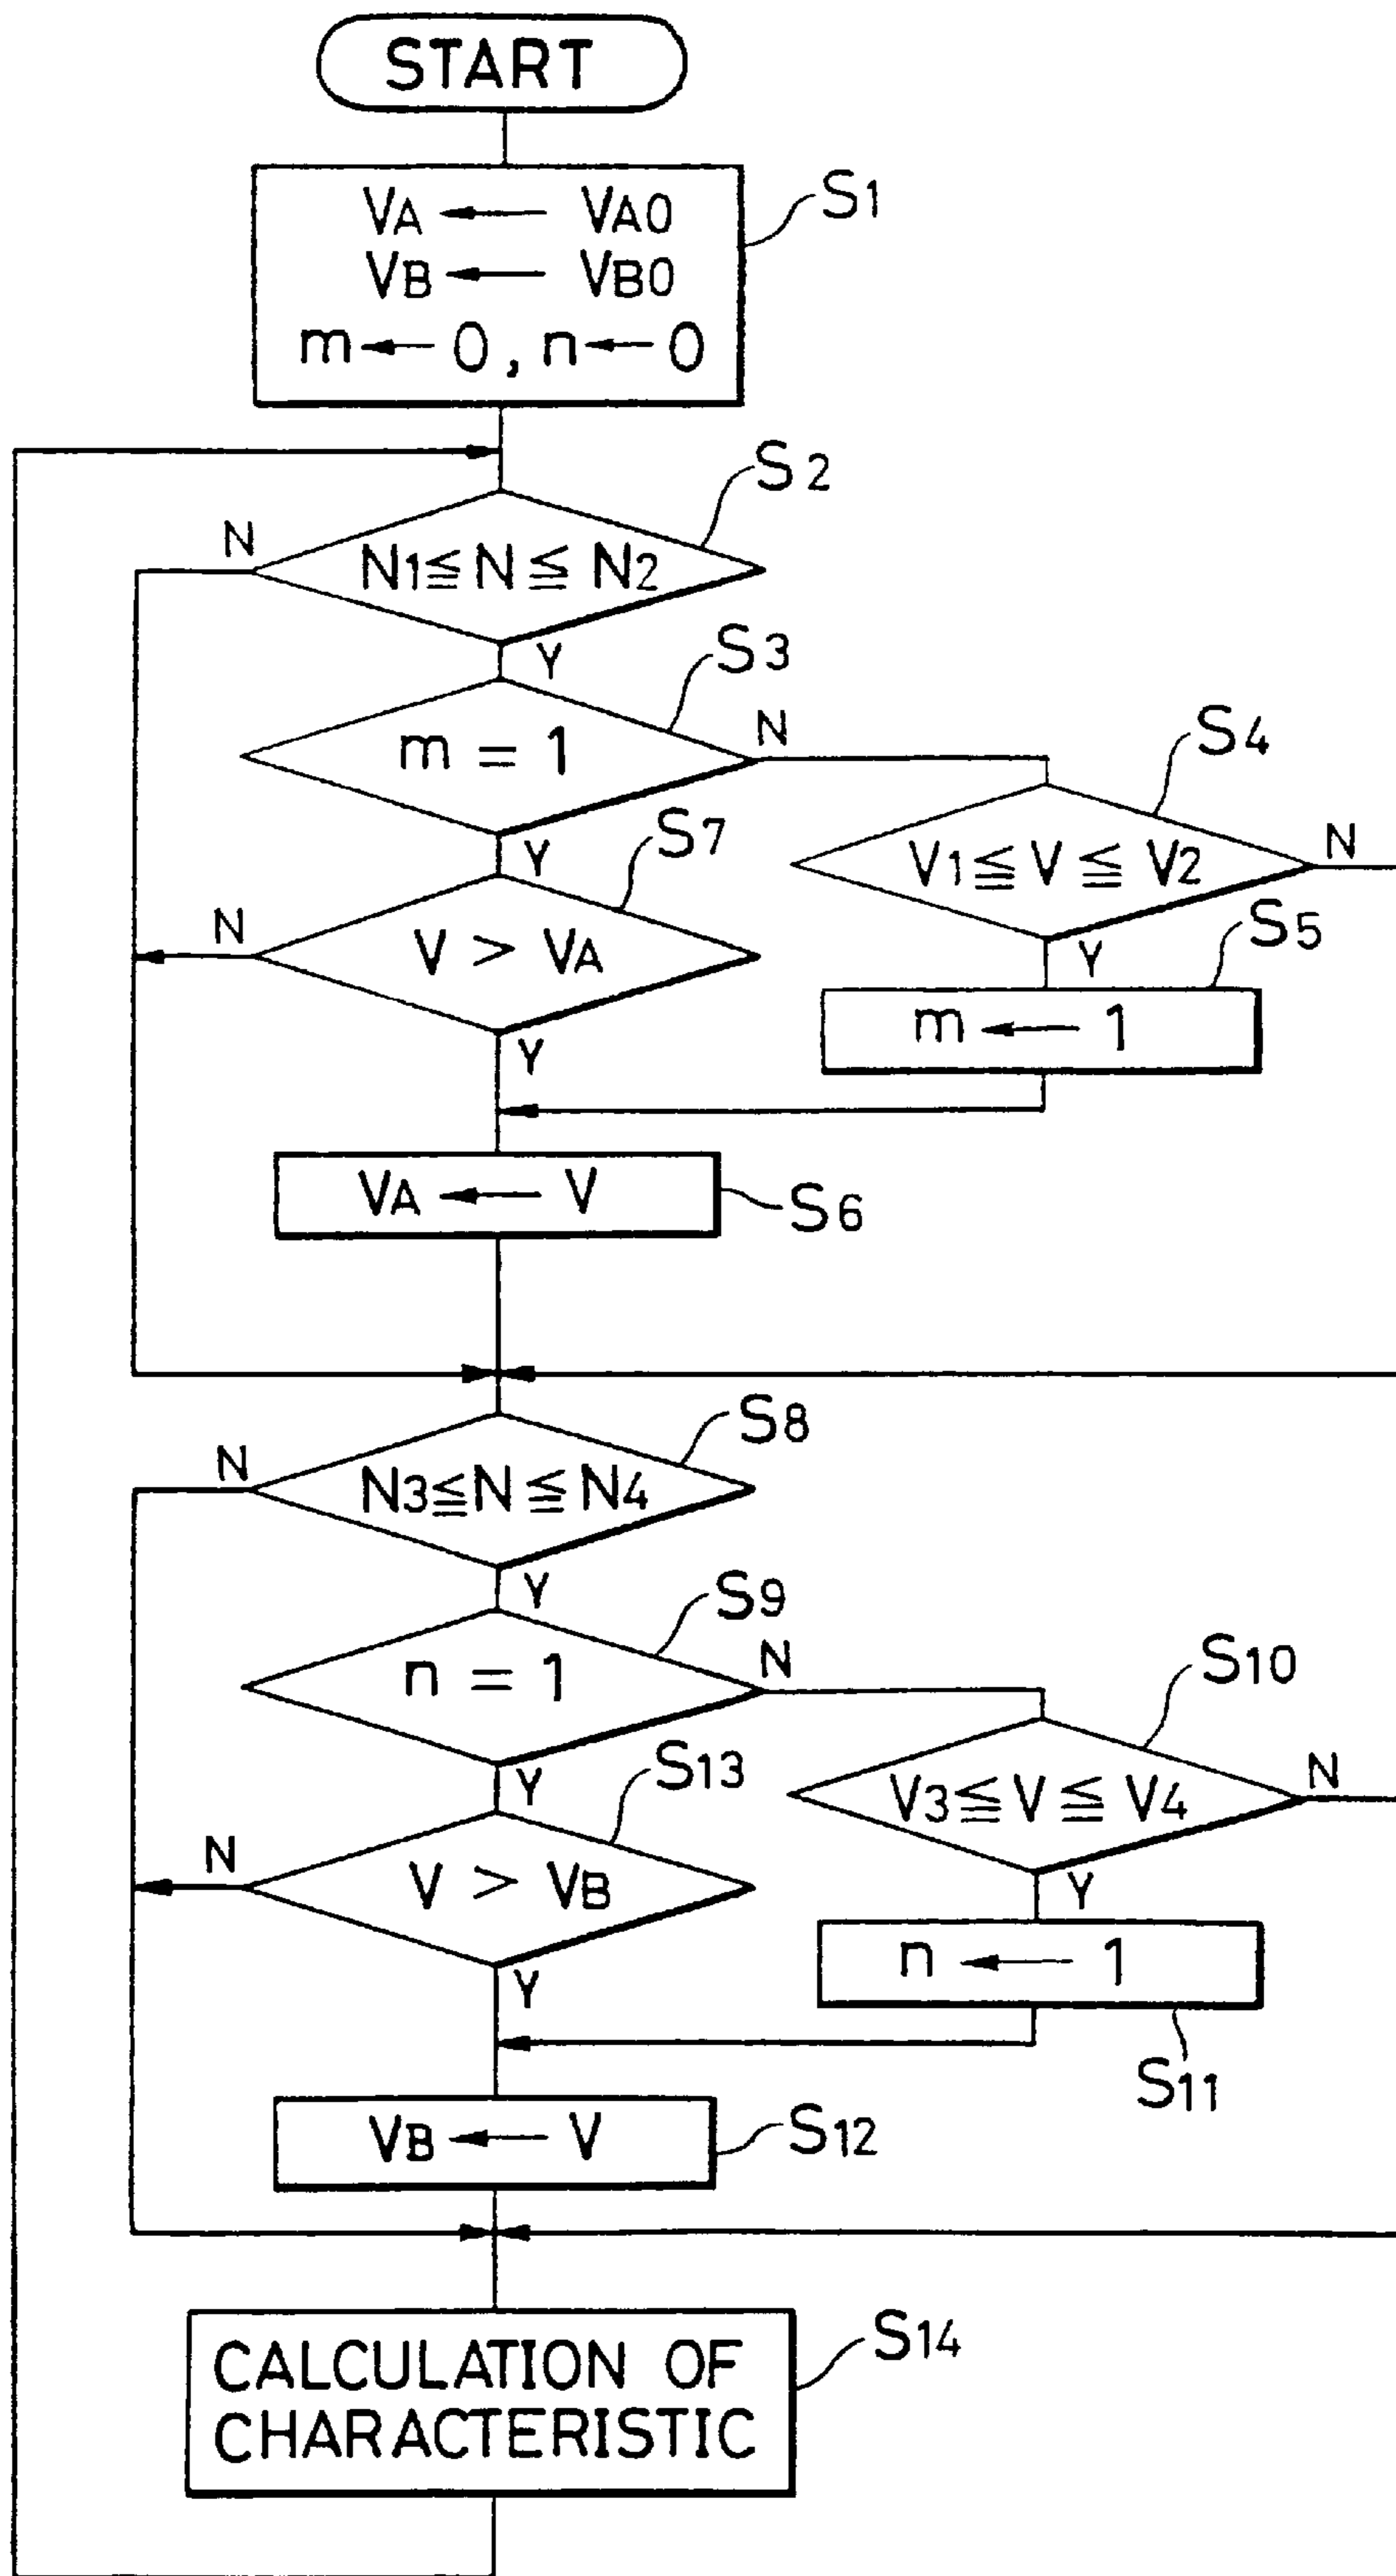 START
VA ← VA0
VB ← VB0
m ← 0, n ← 0
S1
N1 ≦ N ≦ N2
S2
N
Y
m = 1
S3
N
Y
V1 ≦ V ≦ V2
S4
N
Y
m ← 1
S5
V > VA
S7
N
Y
VA ← V
S6
N3 ≦ N ≦ N4
S8
N
Y
n = 1
S9
N
Y
V3 ≦ V ≦ V4
S10
N
Y
n ← 1
S11
V > VB
S13
N
Y
VB ← V
S12
CALCULATION OF
CHARACTERISTIC
S14